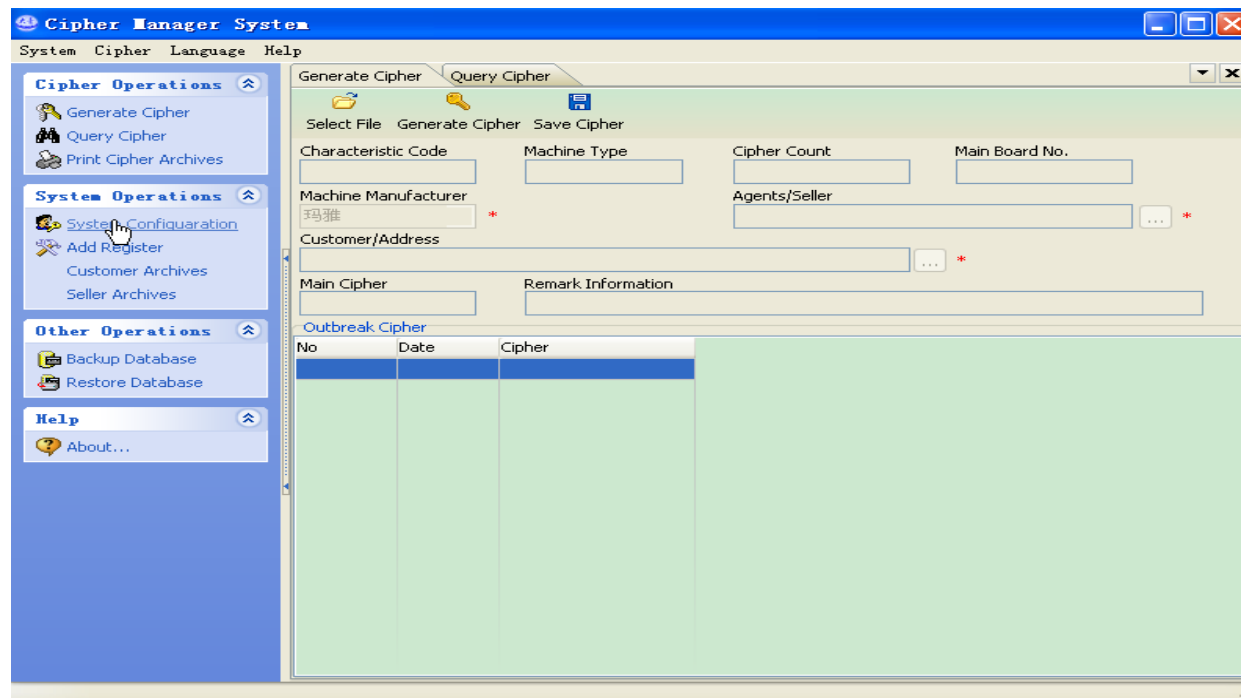 Cipher Manager System
System Cipher Language Help
Cipher Operations
Generate Cipher
Query Cipher
Print Cipher Archives
System Operations
System Configuaration
Add Register
Customer Archives
Seller Archives
Other Operations
Backup Database
Restore Database
Help
About...
Generate Cipher Query Cipher
Select File Generate Cipher Save Cipher
Characteristic Code Machine Type Cipher Count Main Board No.
Machine Manufacturer Agents/Seller
玛雅 * ... *
Customer/Address
... *
Main Cipher Remark Information
Outbreak Cipher
No Date Cipher